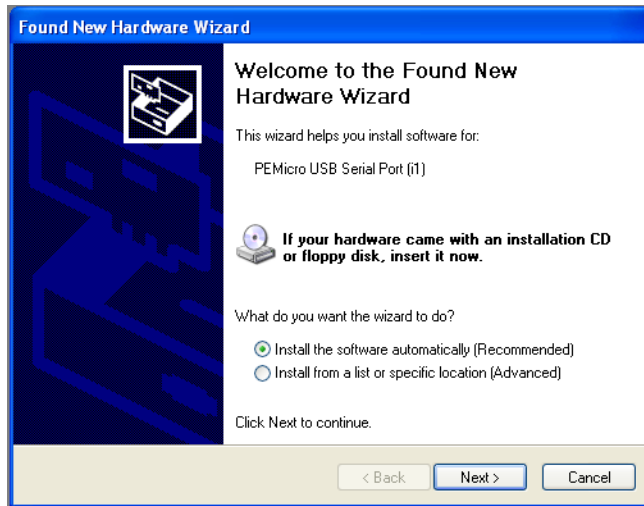 Found New Hardware Wizard
Welcome to the Found New
Hardware Wizard
This wizard helps you install software for:
PEMicro USB Serial Port (i1)
If your hardware came with an installation CD
or floppy disk, insert it now.
What do you want the wizard to do?
Install the software automatically (Recommended)
Install from a list or specific location (Advanced)
Click Next to continue.
< Back Next > Cancel